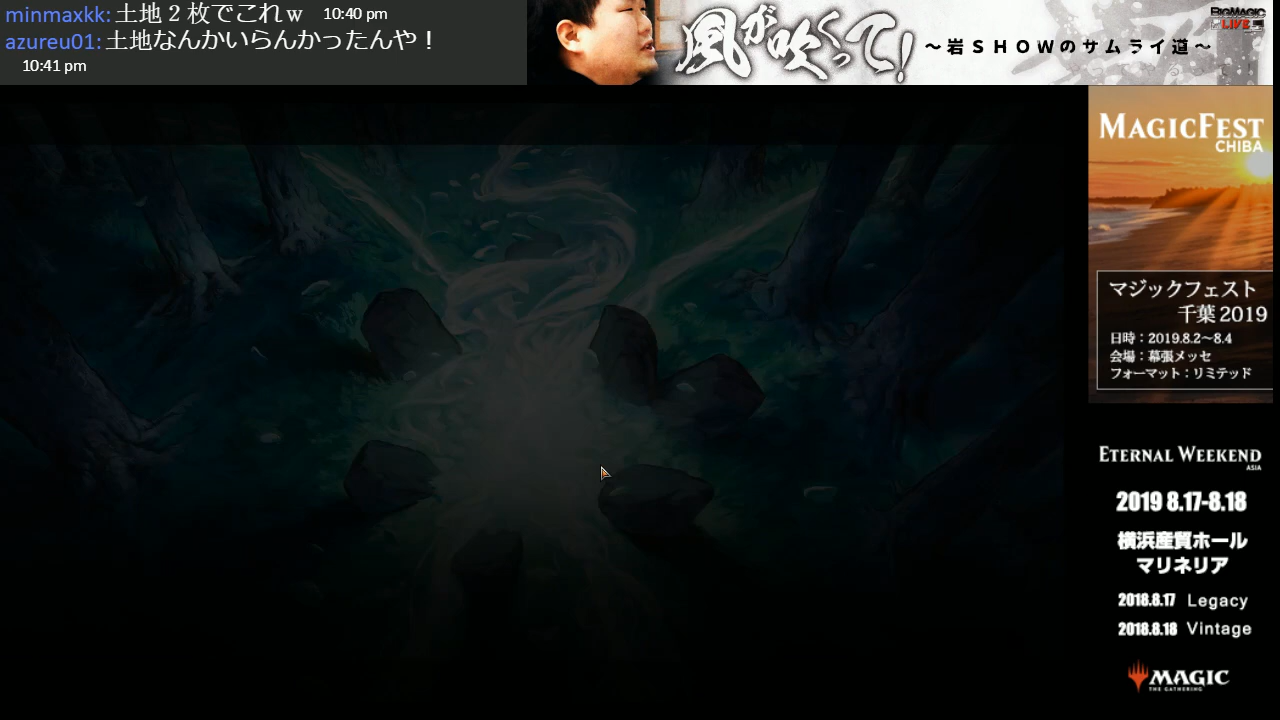 minmaxkk: 土地２枚でこれｗ 10:40 pm
azureu01: 土地なんかいらんかったんや！
10:41 pm
風が吹くって!
～岩ＳＨＯＷのサムライ道～
BIGMAGIC
LIVE
MAGICFEST
CHIBA
マジックフェスト
千葉2019
日時：2019.8.2～8.4
会場：幕張メッセ
フォーマット：リミテッド
ETERNAL WEEKEND
ASIA
2019 8.17-8.18
横浜産貿ホール
マリネリア
2018.8.17 Legacy
2018.8.18 Vintage
MAGIC
THE GATHERING